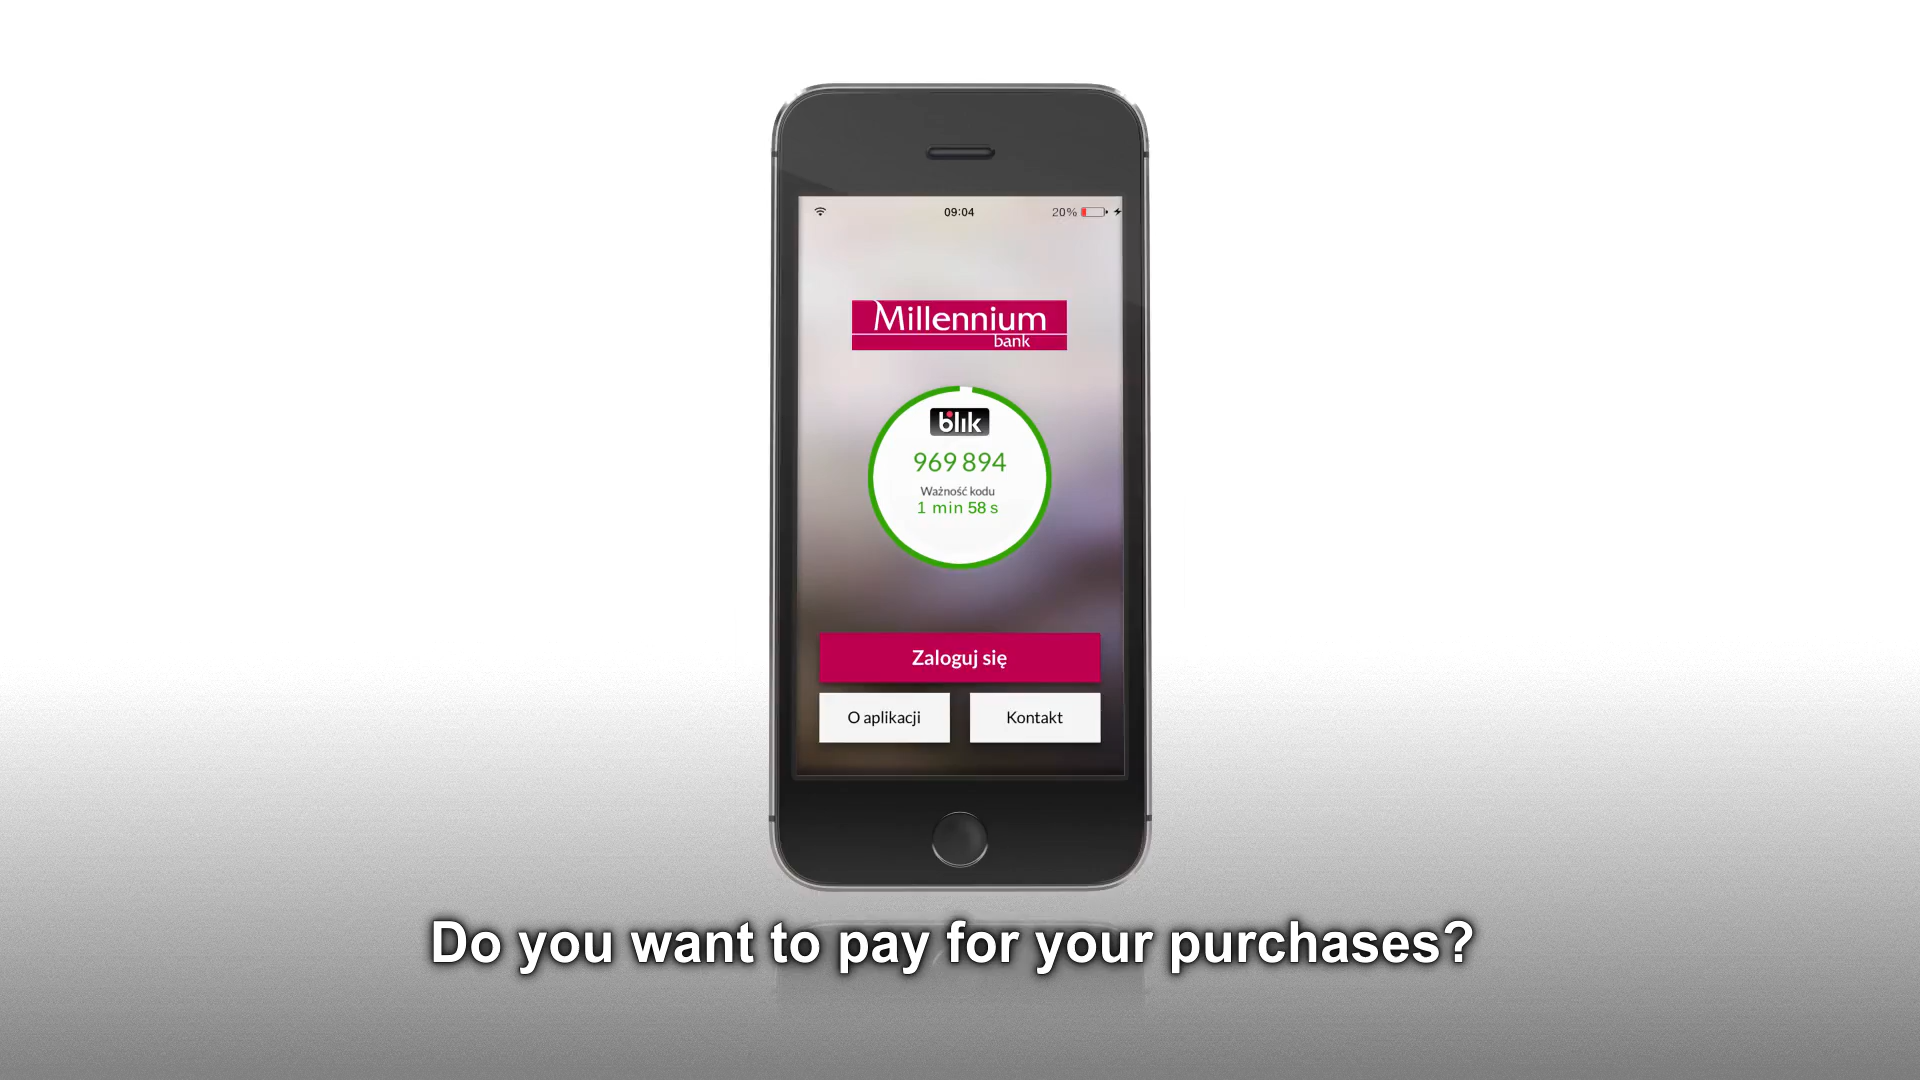 09:04
20%
Millennium
bank
blik
969 894
Ważność kodu
1 min 58 s
Zaloguj się
O aplikacji
Kontakt
Do you want to pay for your purchases?